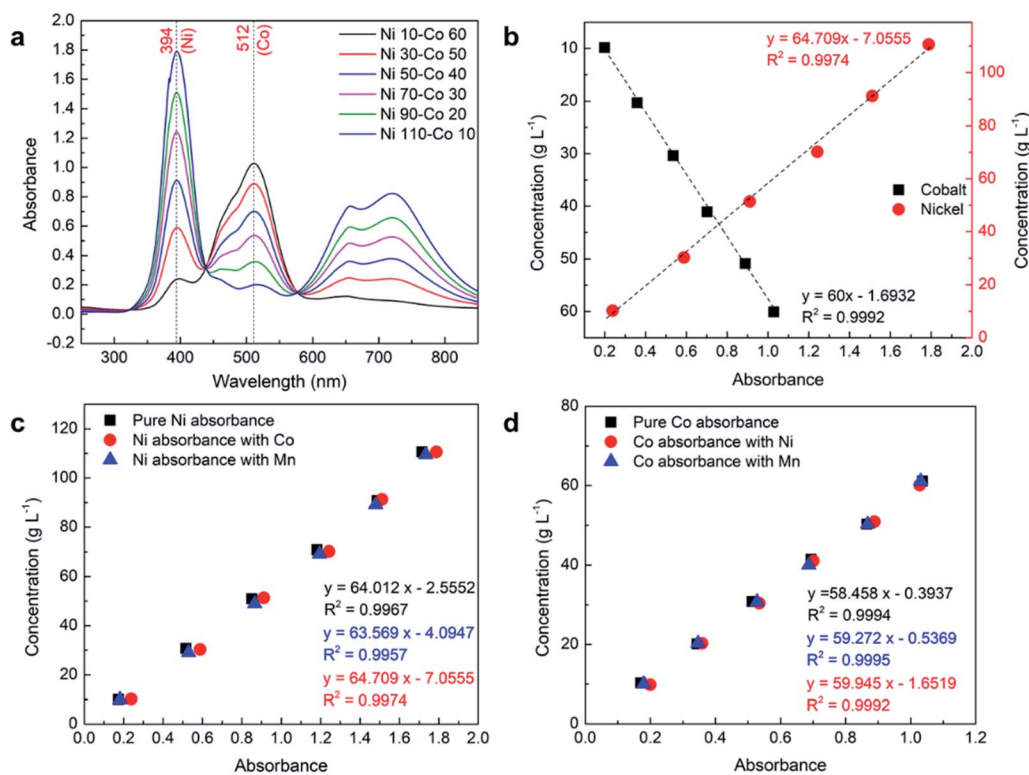 a
394
(Ni)
512
(Co)
Ni 10-Co 60
Ni 30-Co 50
Ni 50-Co 40
Ni 70-Co 30
Ni 90-Co 20
Ni 110-Co 10
Absorbance
2.0
1.8
1.6
1.4
1.2
1.0
0.8
0.6
0.4
0.2
0.0
-0.2
300 400 500 600 700 800
Wavelength (nm)
b
y = 64.709x - 7.0555
R² = 0.9974
Cobalt
Nickel
y = 60x - 1.6932
R² = 0.9992
Concentration (g L⁻¹)
10
20
30
40
50
60
Concentration (g L⁻¹)
100
80
60
40
20
0
0.2 0.4 0.6 0.8 1.0 1.2 1.4 1.6 1.8 2.0
Absorbance
c
Pure Ni absorbance
Ni absorbance with Co
Ni absorbance with Mn
Concentration (g L⁻¹)
120
100
80
60
40
20
0
y = 64.012 x - 2.5552
R² = 0.9967
y = 63.569 x - 4.0947
R² = 0.9957
y = 64.709 x - 7.0555
R² = 0.9974
0.0 0.2 0.4 0.6 0.8 1.0 1.2 1.4 1.6 1.8 2.0
Absorbance
d
Pure Co absorbance
Co absorbance with Ni
Co absorbance with Mn
Concentration (g L⁻¹)
80
60
40
20
0
y =58.458 x - 0.3937
R² = 0.9994
y = 59.272 x - 0.5369
R² = 0.9995
y = 59.945 x - 1.6519
R² = 0.9992
0.0 0.2 0.4 0.6 0.8 1.0 1.2
Absorbance